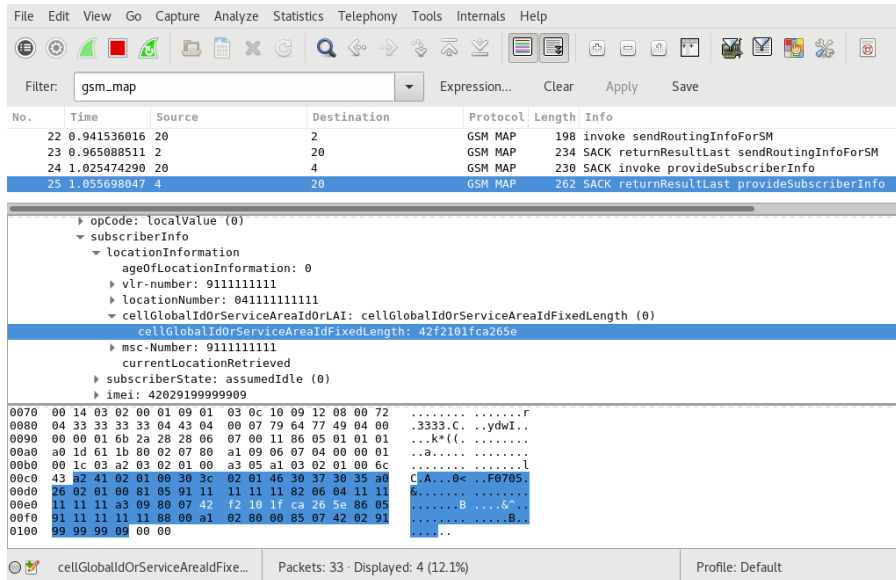 File Edit View Go Capture Analyze Statistics Telephony Tools Internals Help
Filter: gsm_map Expression... Clear Apply Save
No. Time Source Destination Protocol Length Info
22 0.941536016 20 2 GSM MAP 198 invoke sendRoutingInfoForSM
23 0.965088511 2 20 GSM MAP 234 SACK returnResultLast sendRoutingInfoForSM
24 1.025474290 20 4 GSM MAP 230 SACK invoke provideSubscriberInfo
25 1.055698047 4 20 GSM MAP 262 SACK returnResultLast provideSubscriberInfo
opCode: localValue (0)
subscriberInfo
locationInformation
ageOfLocationInformation: 0
vlr-number: 9111111111
locationNumber: 041111111111
cellGlobalIdOrServiceAreaIdOrLAI: cellGlobalIdOrServiceAreaIdFixedLength (0)
cellGlobalIdOrServiceAreaIdFixedLength: 42f2101fca265e
msc-Number: 9111111111
currentLocationRetrieved
subscriberState: assumedIdle (0)
imei: 42029199999909
0070 00 14 03 02 00 01 09 01 03 0c 10 09 12 08 00 72 ........ .......r
0080 04 33 33 33 33 04 43 04 00 07 79 64 77 49 04 00 .3333.C. ..ydwI..
0090 00 00 01 6b 2a 28 28 06 07 00 11 86 05 01 01 01 ...k*((. ........
00a0 a0 1d 61 1b 80 02 07 80 a1 09 06 07 04 00 00 01 ..a..... ........
00b0 00 1c 03 a2 03 02 01 00 a3 05 a1 03 02 01 00 6c ........ .......l
00c0 43 a2 41 02 01 00 30 3c 02 01 46 30 37 30 35 a0 C.A...0< ..F0705.
00d0 26 02 01 00 81 05 91 11 11 11 11 82 06 04 11 11 &....... ........
00e0 11 11 11 a3 09 80 07 42 f2 10 1f ca 26 5e 86 05 .......B ....&^..
00f0 91 11 11 11 11 88 00 a1 02 80 00 85 07 42 02 91 ........ .....B..
0100 99 99 99 09 00 00 ......
cellGlobalIdOrServiceAreaIdFixe... Packets: 33 · Displayed: 4 (12.1%) Profile: Default